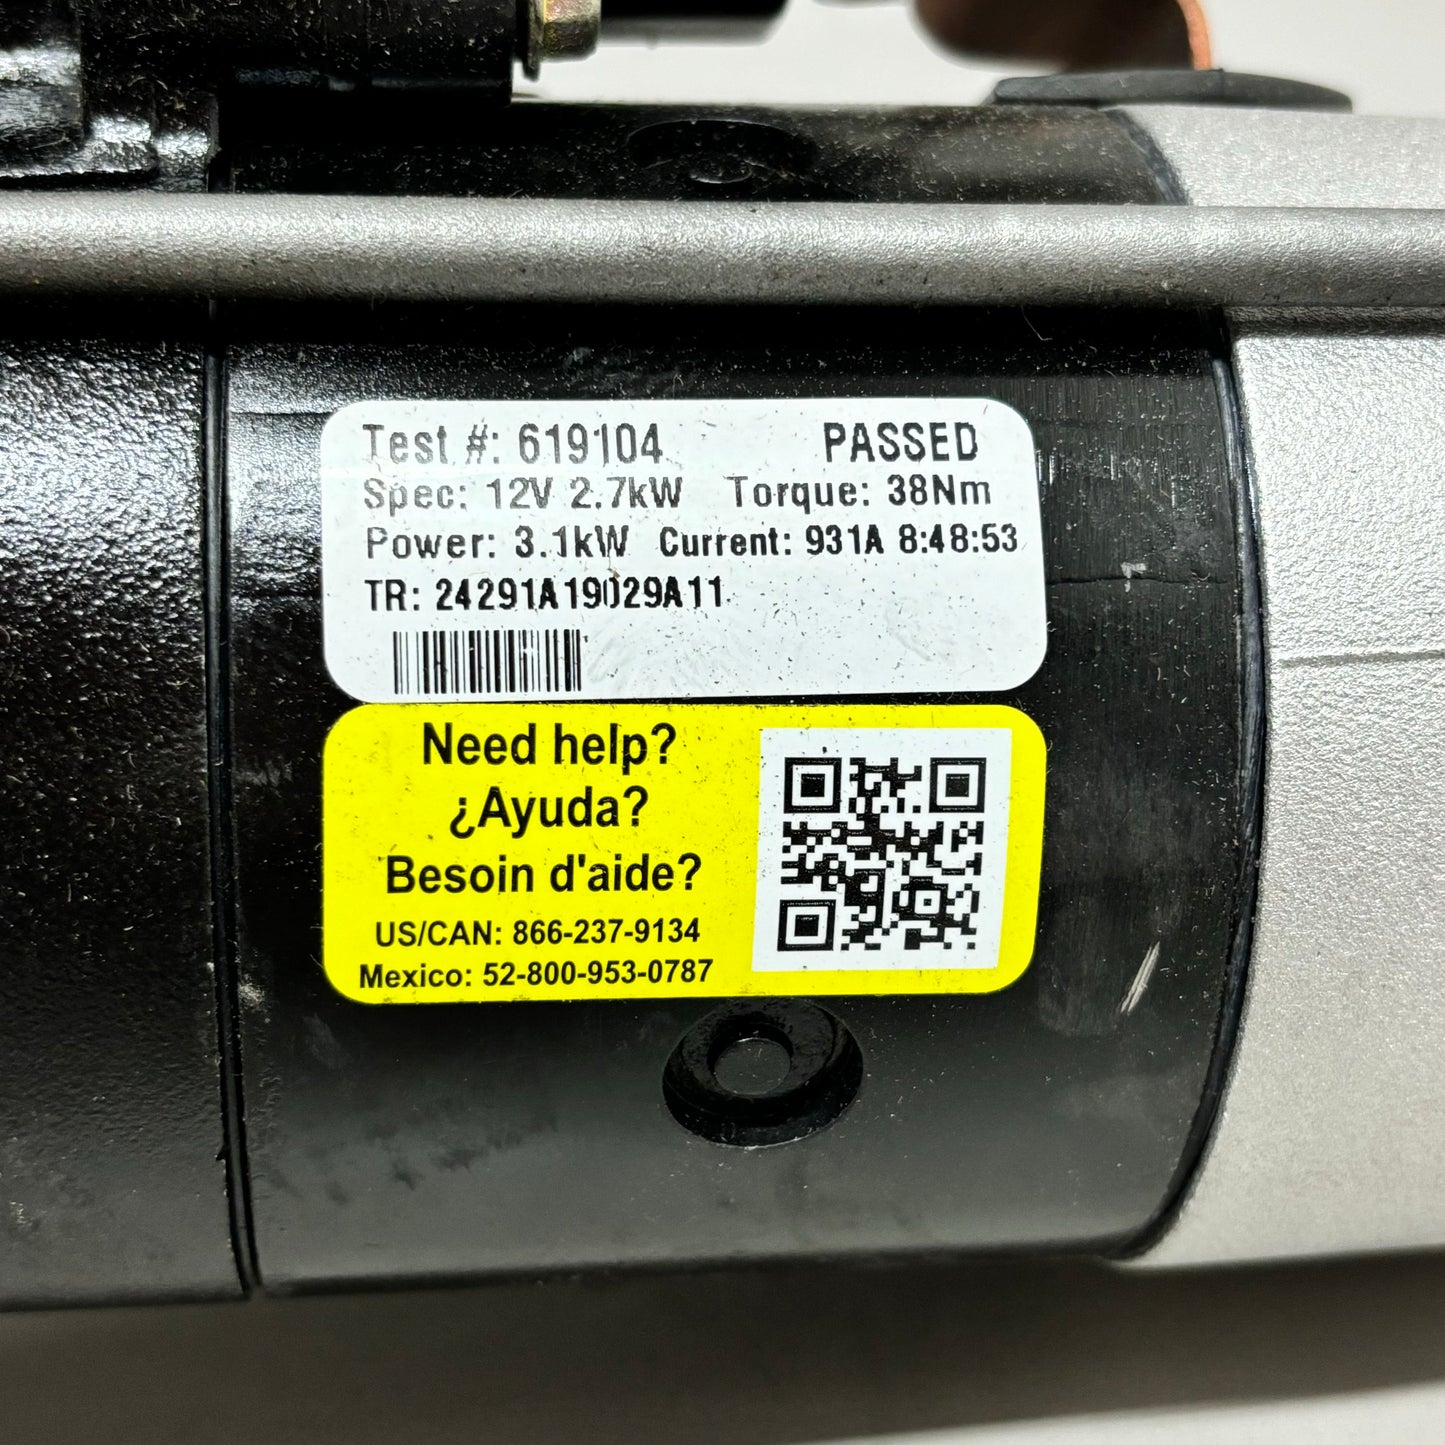 Test #: 619104 PASSED
Spec: 12V 2.7kW Torque: 38Nm
Power: 3.1kW Current: 931A 8:48:53
TR: 24291A19029A11
Need help?
¿Ayuda?
Besoin d'aide?
US/CAN: 866-237-9134
Mexico: 52-800-953-0787